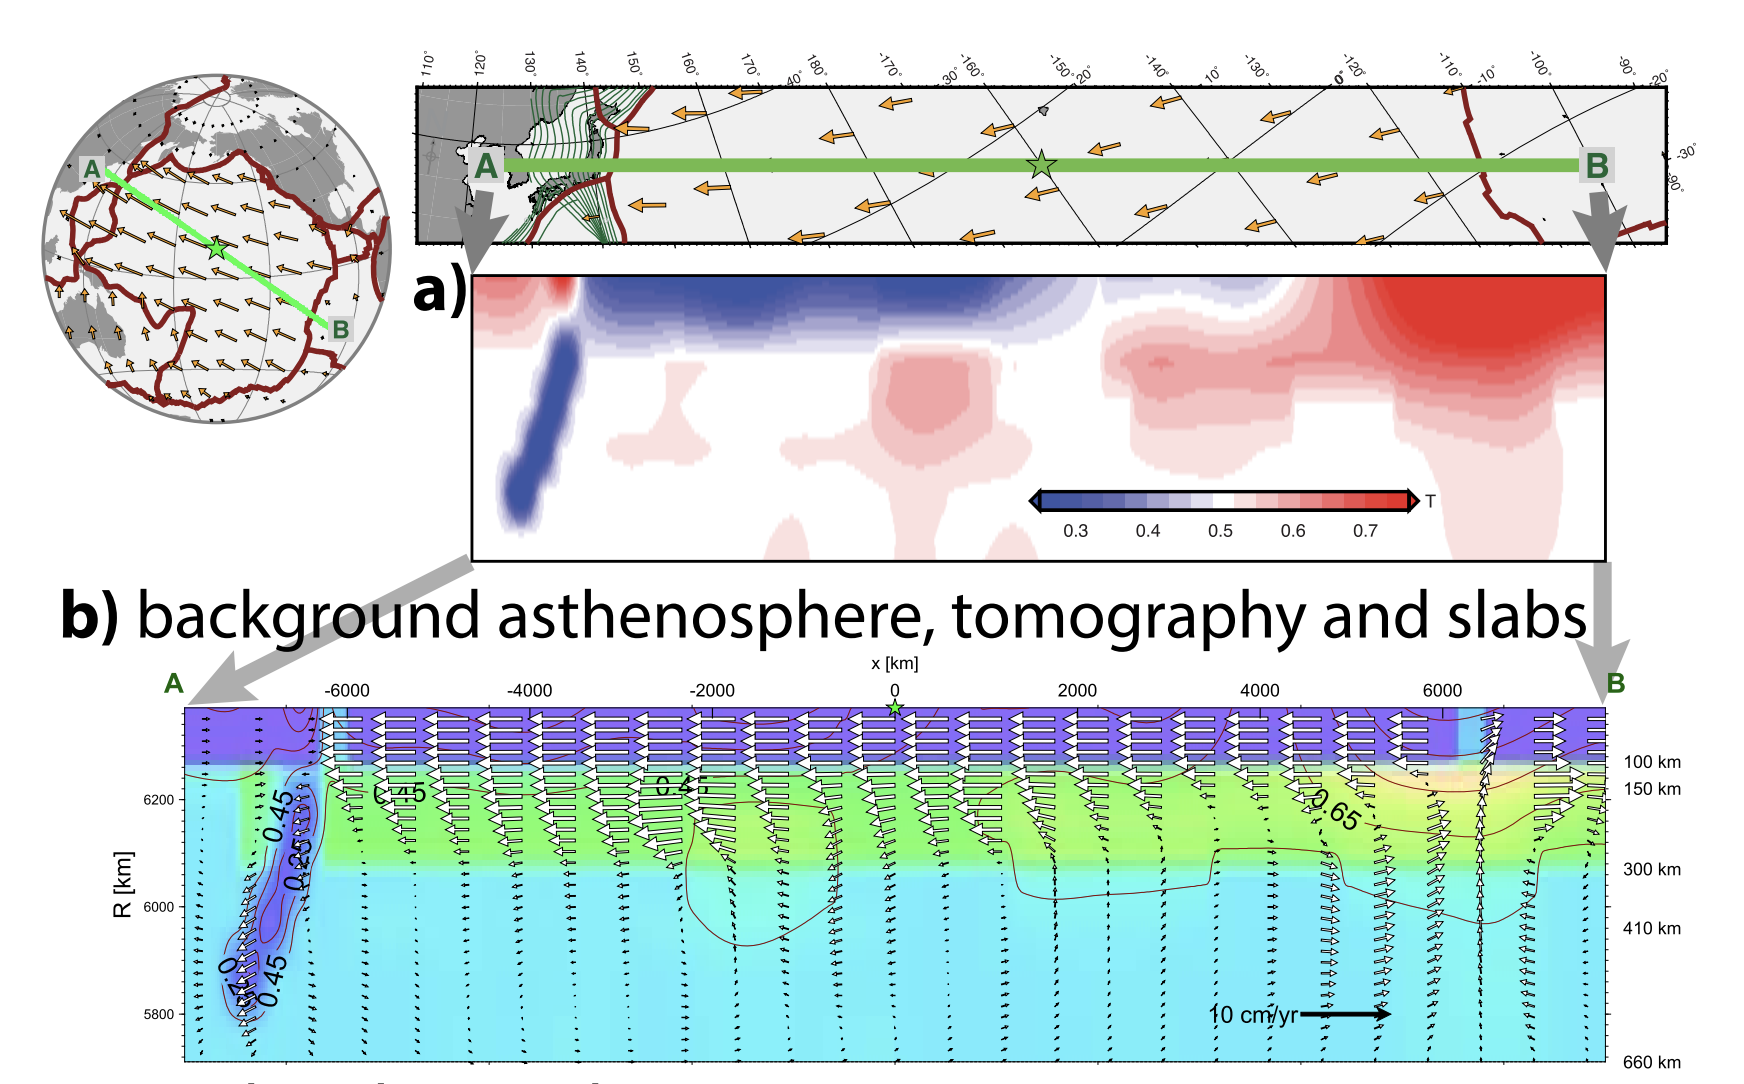 110° 120° 130° 140° 150° 160° 170° 40° 180° -170° 30° -160° -150° 20° -140° 10° -130° 0° -120° -110° -10° -100° -90° -20°
A
B
A
B
-30°
-90°
a)
T
0.3 0.4 0.5 0.6 0.7
b) background asthenosphere, tomography and slabs
x [km]
A
B
-6000 -4000 -2000 0 2000 4000 6000
100 km
150 km
300 km
410 km
660 km
R [km]
6200
6000
5800
0.45
0.45
0.45
0.65
0.45
10 cm/yr